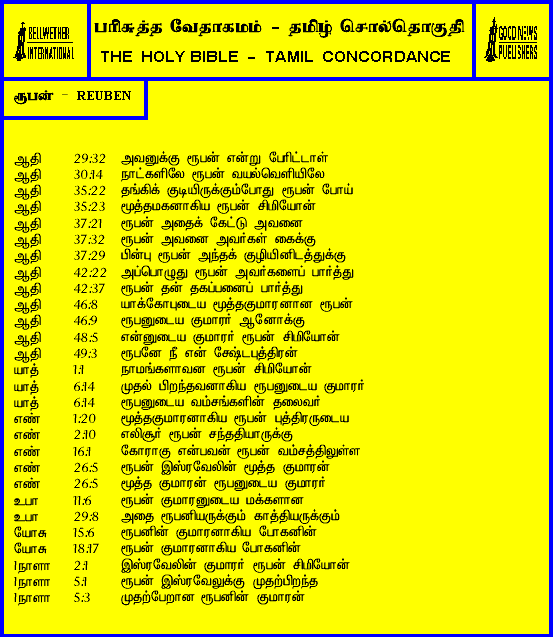 BELLWETHER
INTERNATIONAL
பரிசுத்த வேதாகமம் - தமிழ் சொல்தொகுதி
THE HOLY BIBLE - TAMIL CONCORDANCE
GOOD NEWS
PUBLISHERS
ரூபன் - REUBEN
ஆதி 29:32 அவனுக்கு ரூபன் என்று பேரிட்டாள்
ஆதி 30:14 நாட்களிலே ரூபன் வயல்வெளியிலே
ஆதி 35:22 தங்கிக் குடியிருக்கும்போது ரூபன் போய்
ஆதி 35:23 மூத்தமகனாகிய ரூபன் சிமியோன்
ஆதி 37:21 ரூபன் அதைக் கேட்டு அவனை
ஆதி 37:32 ரூபன் அவனை அவர்கள் கைக்கு
ஆதி 37:29 பின்பு ரூபன் அந்தக் குழியினிடத்துக்கு
ஆதி 42:22 அப்பொழுது ரூபன் அவர்களைப் பார்த்து
ஆதி 42:37 ரூபன் தன் தகப்பனைப் பார்த்து
ஆதி 46:8 யாக்கோபுடைய மூத்தகுமாரனான ரூபன்
ஆதி 46:9 ரூபனுடைய குமாரர் ஆனோக்கு
ஆதி 48:5 என்னுடைய குமாரர் ரூபன் சிமியோன்
ஆதி 49:3 ரூபனே நீ என் சேஷ்டபுத்திரன்
யாத் 1:1 நாமங்களாவன ரூபன் சிமியோன்
யாத் 6:14 முதல் பிறந்தவனாகிய ரூபனுடைய குமாரர்
யாத் 6:14 ரூபனுடைய வம்சங்களின் தலைவர்
எண் 1:20 மூத்தகுமாரனாகிய ரூபன் புத்திரருடைய
எண் 2:10 எலிசூர் ரூபன் சந்ததியாருக்கு
எண் 16:1 கோராகு என்பவன் ரூபன் வம்சத்திலுள்ள
எண் 26:5 ரூபன் இஸ்ரவேலின் மூத்த குமாரன்
எண் 26:5 மூத்த குமாரன் ரூபனுடைய குமாரர்
உபா 11:6 ரூபன் குமாரனுடைய மக்களான
உபா 29:8 அதை ரூபனியருக்கும் காத்தியருக்கும்
யோசு 15:6 ரூபனின் குமாரனாகிய போகனின்
யோசு 18:17 ரூபன் குமாரனாகிய போகனின்
1நாளா 2:1 இஸ்ரவேலின் குமாரர் ரூபன் சிமியோன்
1நாளா 5:1 ரூபன் இஸ்ரவேலுக்கு முதற்பிறந்த
1நாளா 5:3 முதற்பேறான ரூபனின் குமாரன்